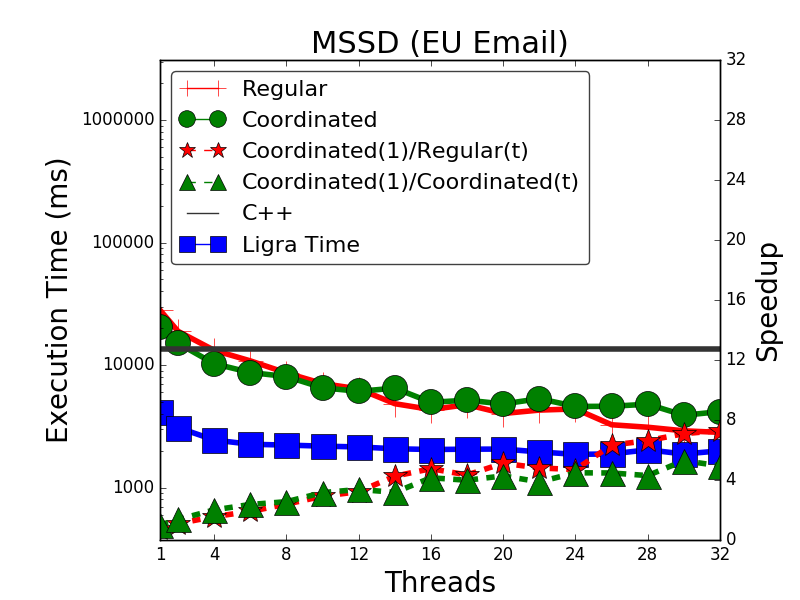 MSSD (EU Email)
Regular
Coordinated
Coordinated(1)/Regular(t)
Coordinated(1)/Coordinated(t)
C++
Ligra Time
Execution Time (ms)
1000000
100000
10000
1000
Speedup
32
28
24
20
16
12
8
4
0
1 4 8 12 16 20 24 28 32
Threads